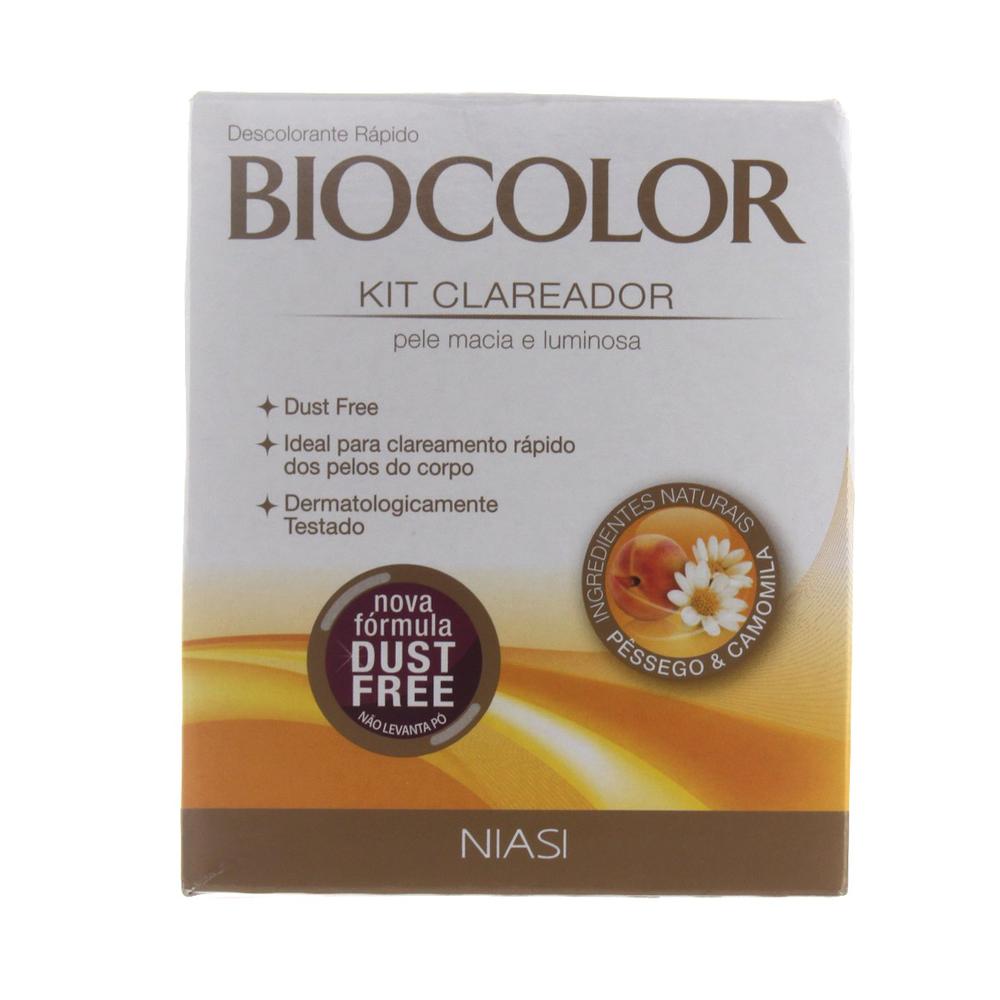 Descolorante Rápido
BIOCOLOR
KIT CLAREADOR
pele macia e luminosa
Dust Free
Ideal para clareamento rápido
dos pelos do corpo
Dermatologicamente
Testado
INGREDIENTES NATURAIS
PÊSSEGO & CAMOMILA
nova
fórmula
DUST
FREE
NÃO LEVANTA PÓ
NIASI